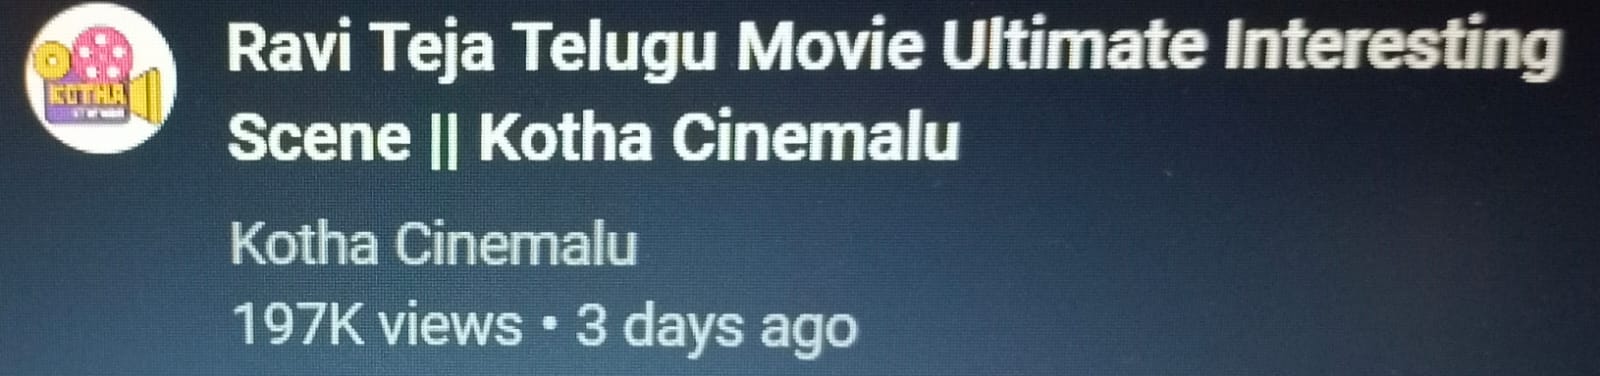 Ravi Teja Telugu Movie Ultimate Interesting
Scene || Kotha Cinemalu
Kotha Cinemalu
197K views • 3 days ago
KOTHA